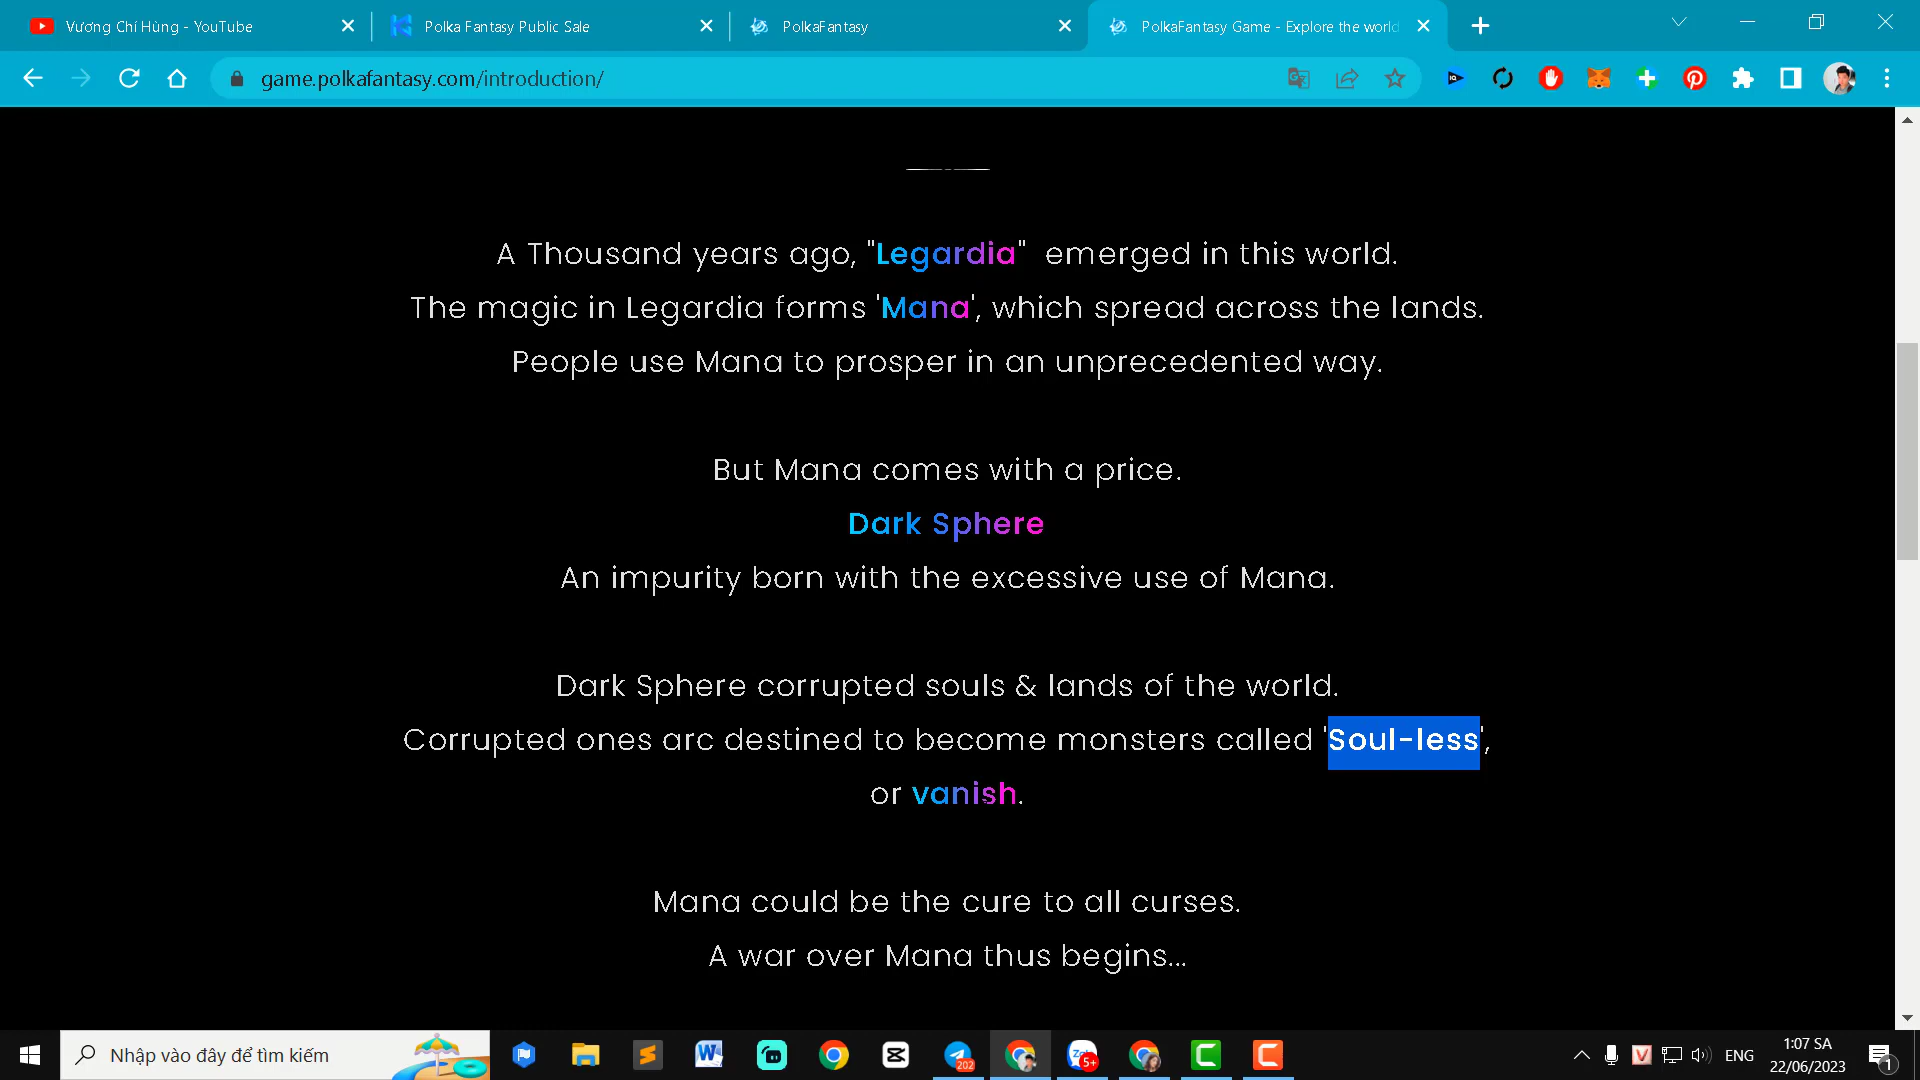 Vương Chí Hùng - YouTube
Polka Fantasy Public Sale
PolkaFantasy
PolkaFantasy Game - Explore the world
game.polkafantasy.com/introduction/
A Thousand years ago, "Legardia" emerged in this world.
The magic in Legardia forms 'Mana', which spread across the lands.
People use Mana to prosper in an unprecedented way.
But Mana comes with a price.
Dark Sphere
An impurity born with the excessive use of Mana.
Dark Sphere corrupted souls & lands of the world.
Corrupted ones arc destined to become monsters called 'Soul-less',
or vanish.
Mana could be the cure to all curses.
A war over Mana thus begins...
Nhập vào đây để tìm kiếm
202
5+
ENG
1:07 SA
22/06/2023
1